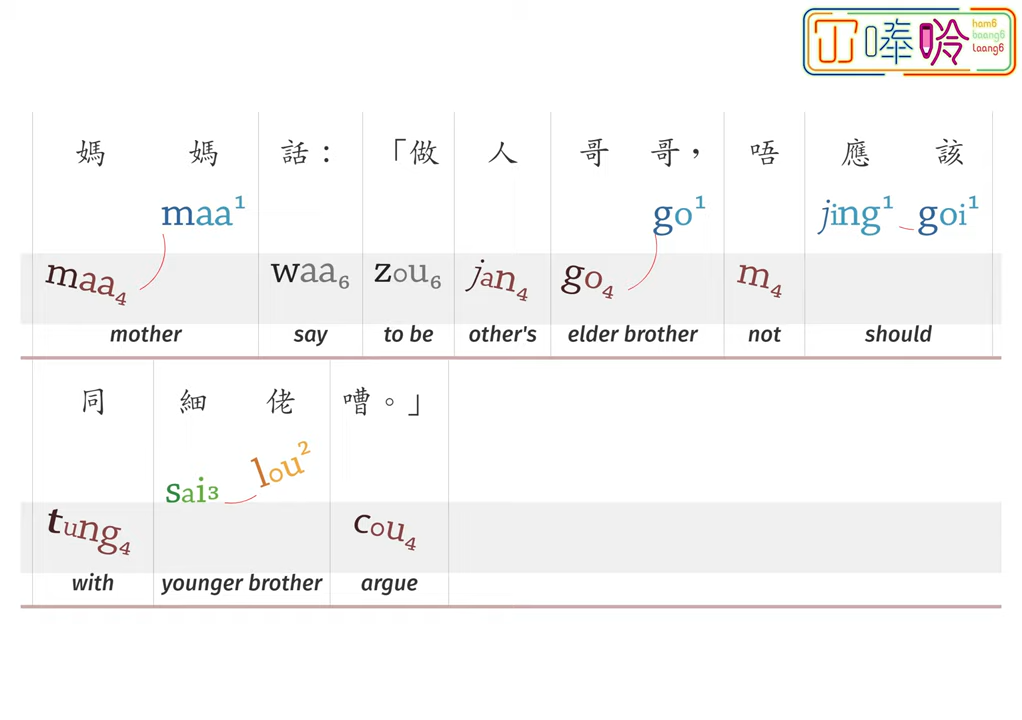 冚唪唥 ham6 baang6 laang6
媽媽話：「做人哥哥，唔應該
maa4 maa1 waa6 zou6 jan4 go4 go1 m4 jing1 goi1
mother say to be other's elder brother not should
同細佬嘈。」
tung4 sai3 lou2 cou4
with younger brother argue